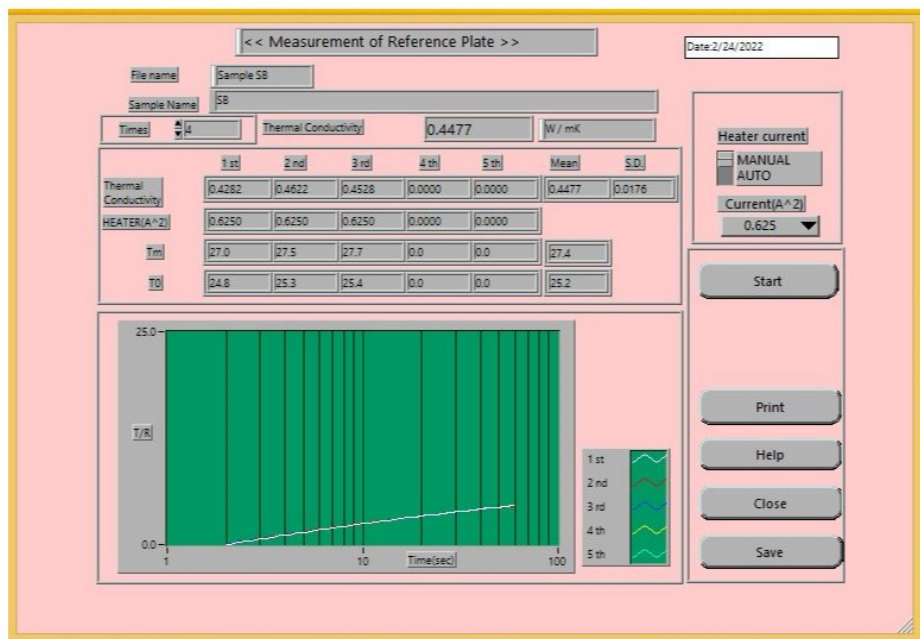 << Measurement of Reference Plate >>
Date:2/24/2022
File name Sample SB
Sample Name SB
Times 4 Thermal Conductivity 0.4477 W / mK
Heater current
MANUAL
AUTO
Current(A^2)
0.625
1 st 2 nd 3 rd 4 th 5 th Mean S.D.
Thermal Conductivity 0.4282 0.4622 0.4528 0.0000 0.0000 0.4477 0.0176
HEATER(A^2) 0.6250 0.6250 0.6250 0.0000 0.0000
Tm 27.0 27.5 27.7 0.0 0.0 27.4
T0 24.8 25.3 25.4 0.0 0.0 25.2
Start
Print
Help
Close
Save
25.0
T/R
0.0
1 10 100
Time(sec)
1 st
2 nd
3 rd
4 th
5 th